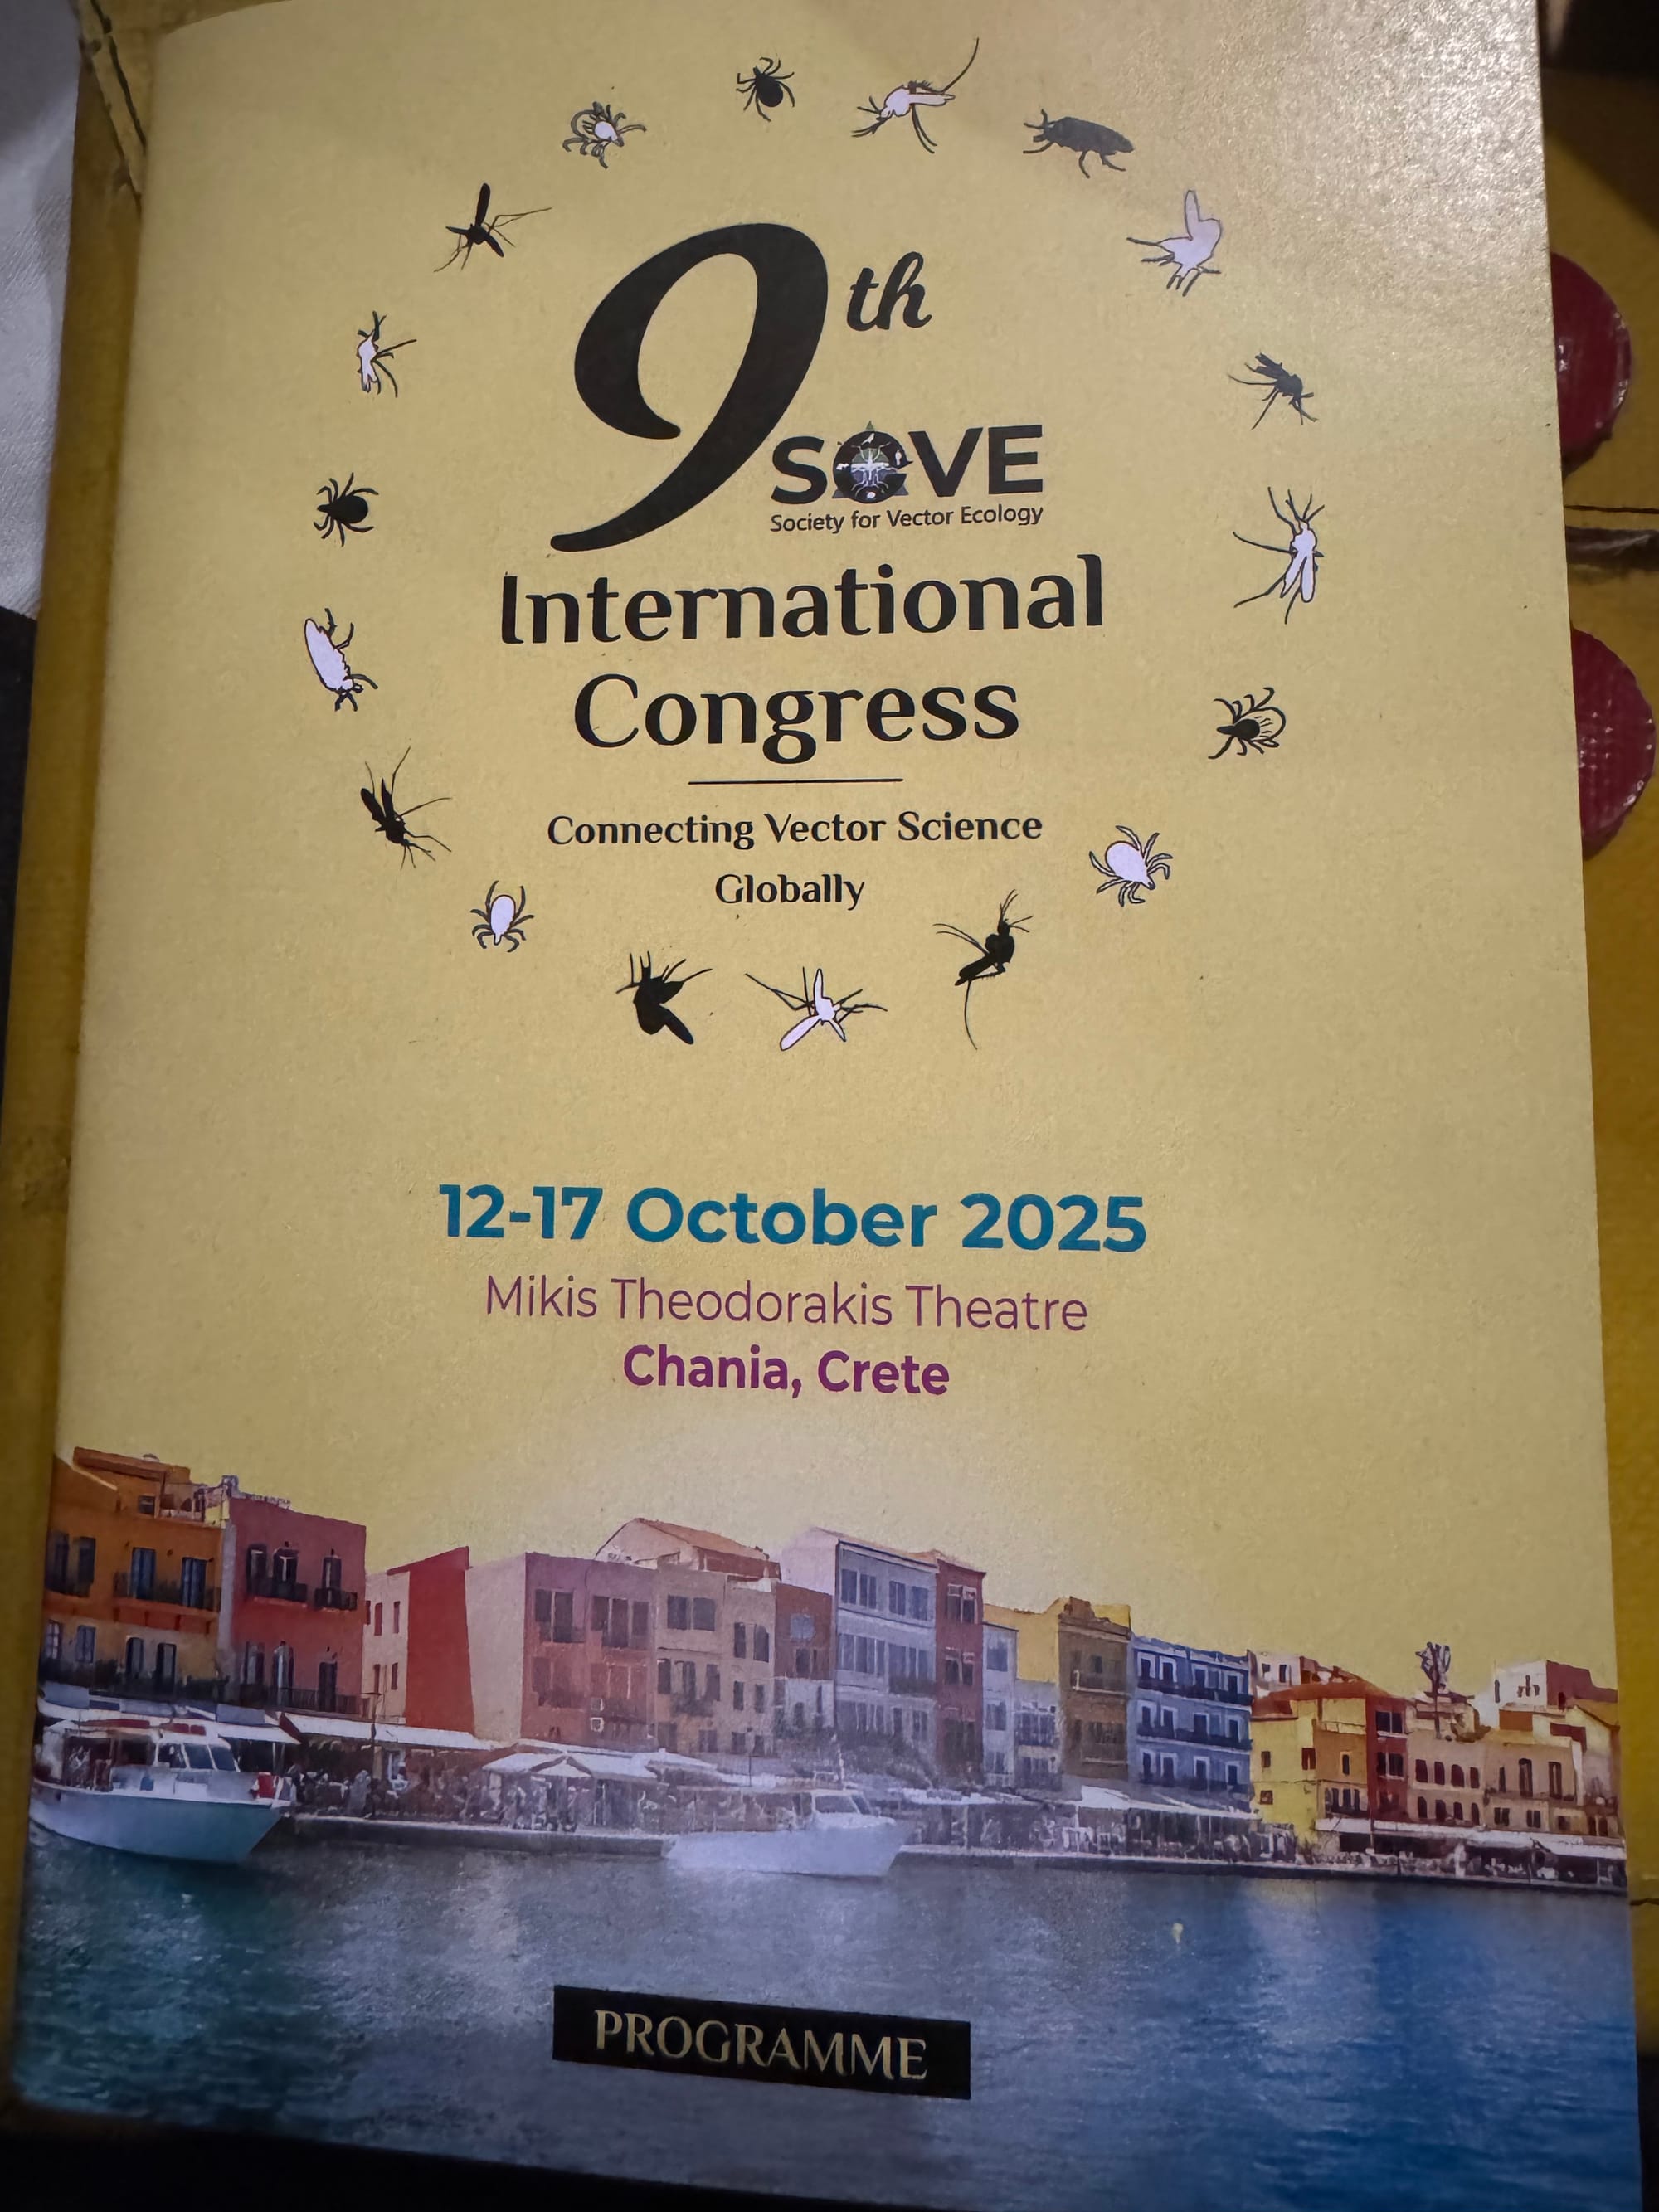 9th
SOVE
Society for Vector Ecology
International
Congress
Connecting Vector Science
Globally
12-17 October 2025
Mikis Theodorakis Theatre
Chania, Crete
PROGRAMME